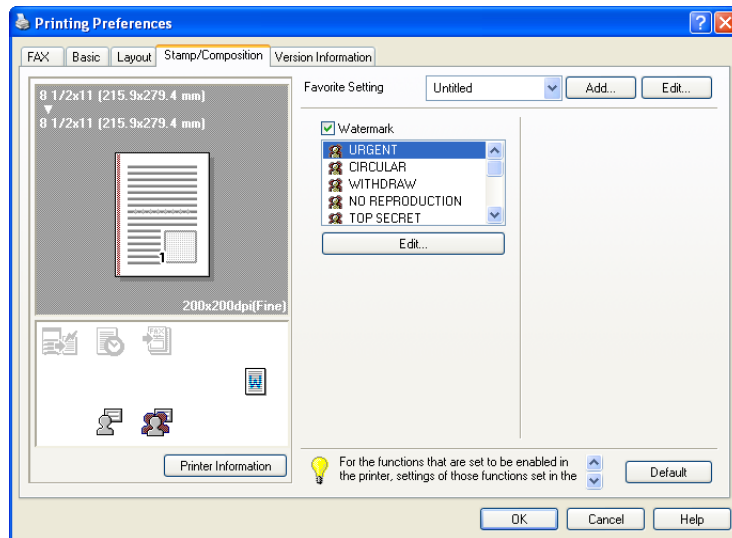 Printing Preferences
FAX Basic Layout Stamp/Composition Version Information
8 1/2x11 (215.9x279.4 mm)
8 1/2x11 (215.9x279.4 mm)
1
200x200dpi(Fine)
FAX
W
Printer Information
Favorite Setting Untitled Add... Edit...
Watermark
URGENT
CIRCULAR
WITHDRAW
NO REPRODUCTION
TOP SECRET
Edit...
For the functions that are set to be enabled in
the printer, settings of those functions set in the
Default
OK Cancel Help